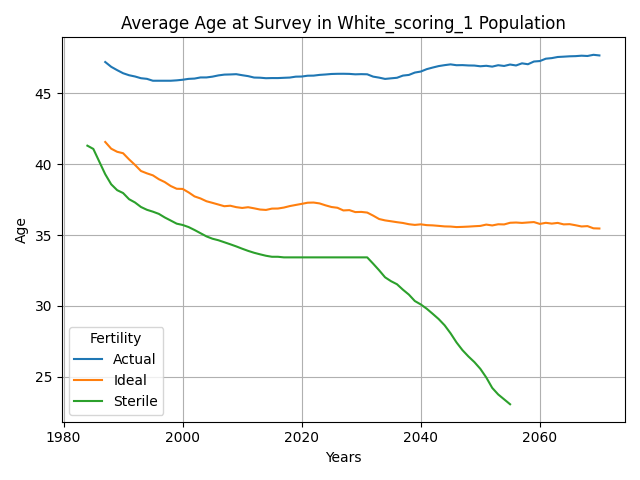 Average Age at Survey in White_scoring_1 Population
Age
45
40
35
30
25
Fertility
Actual
Ideal
Sterile
1980 2000 2020 2040 2060
Years